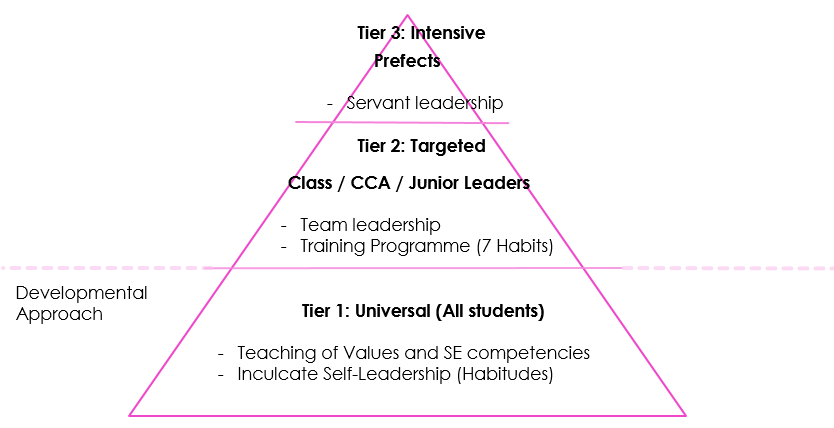 Tier 3: Intensive
Prefects
- Servant leadership
Tier 2: Targeted
Class / CCA / Junior Leaders
- Team leadership
- Training Programme (7 Habits)
Developmental
Approach
Tier 1: Universal (All students)
- Teaching of Values and SE competencies
- Inculcate Self-Leadership (Habitudes)